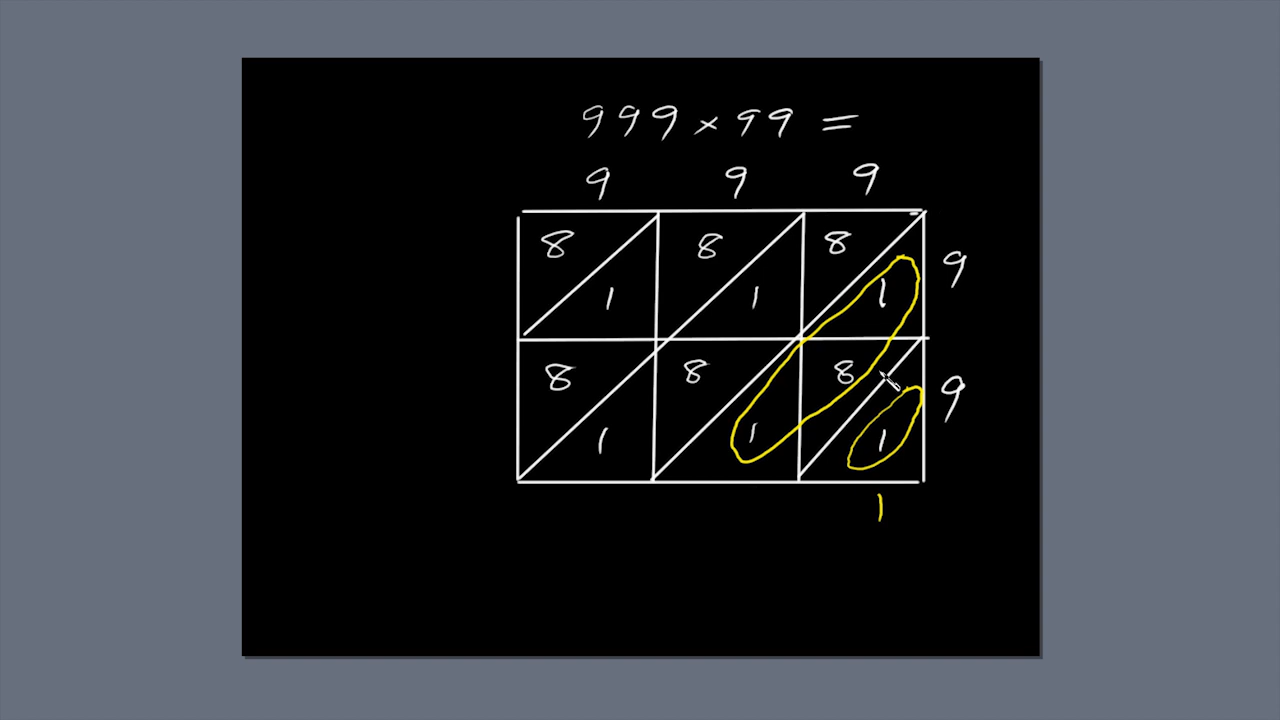 999 × 99 =
9 9 9
8 8 8 9
1 1 1
8 8 8 9
1 1 1
1